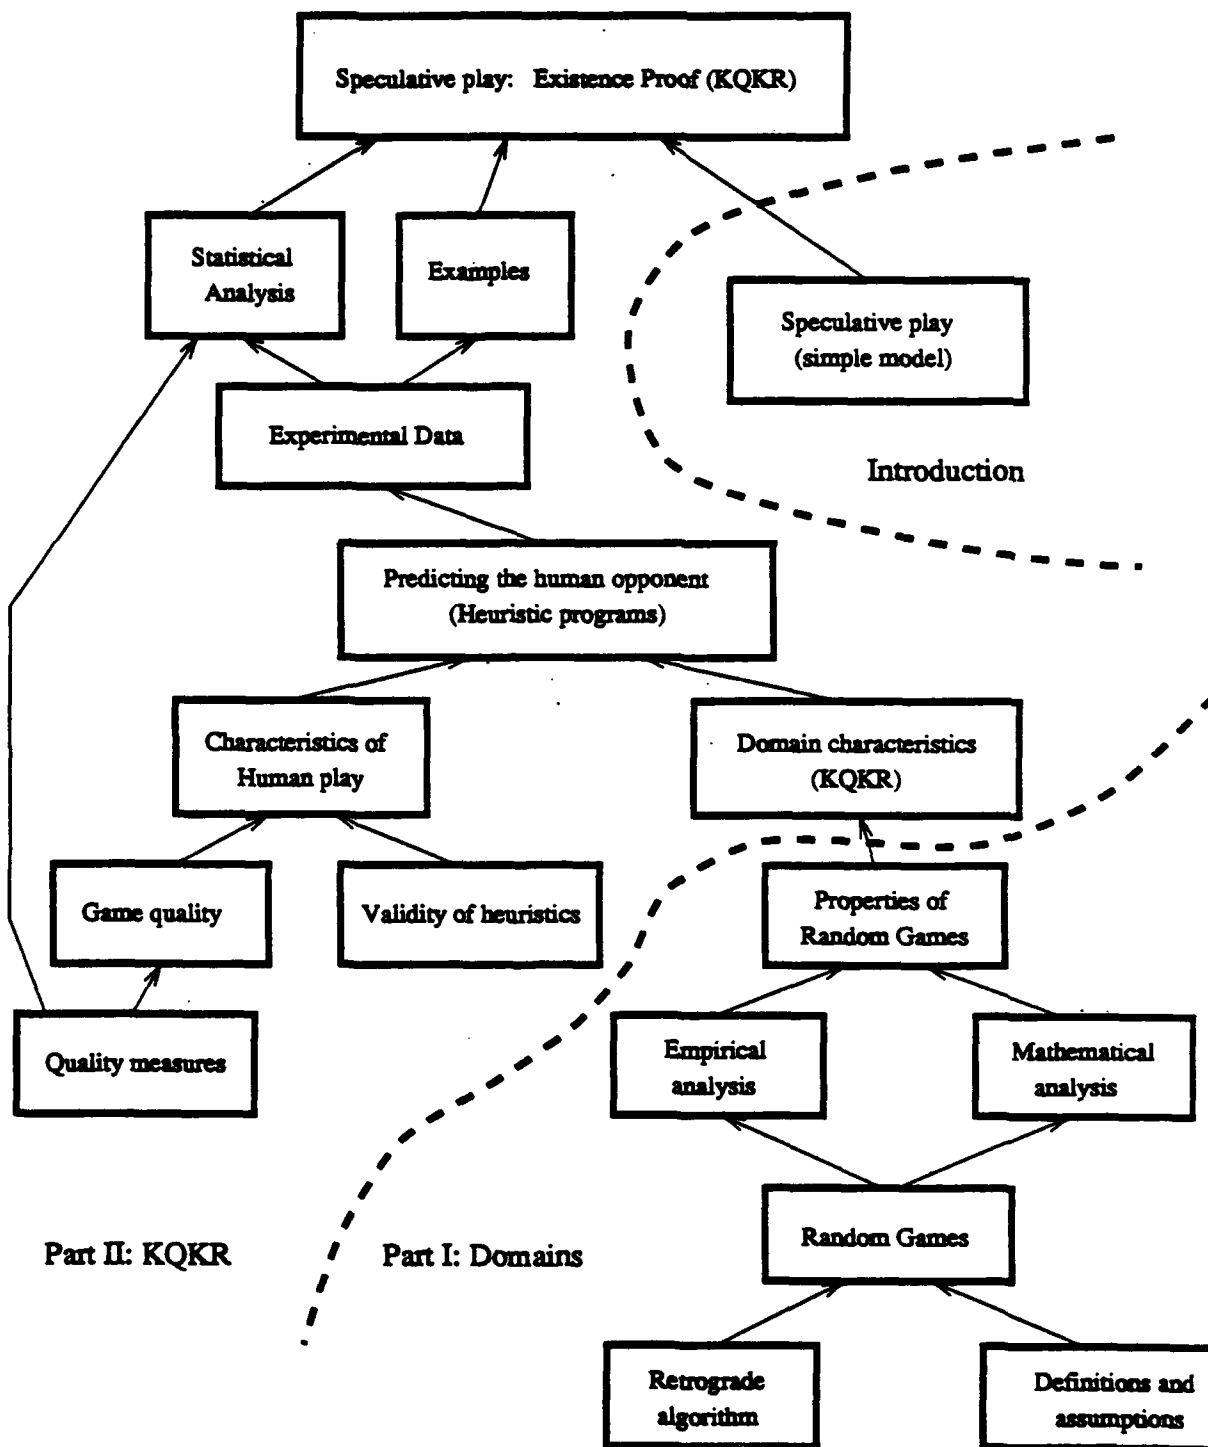 Speculative play: Existence Proof (KQKR)
Statistical
Analysis
Examples
Speculative play
(simple model)
Experimental Data
Introduction
Predicting the human opponent
(Heuristic programs)
Characteristics of
Human play
Domain characteristics
(KQKR)
Game quality
Validity of heuristics
Properties of
Random Games
Quality measures
Empirical
analysis
Mathematical
analysis
Random Games
Part II: KQKR
Part I: Domains
Retrograde
algorithm
Definitions and
assumptions